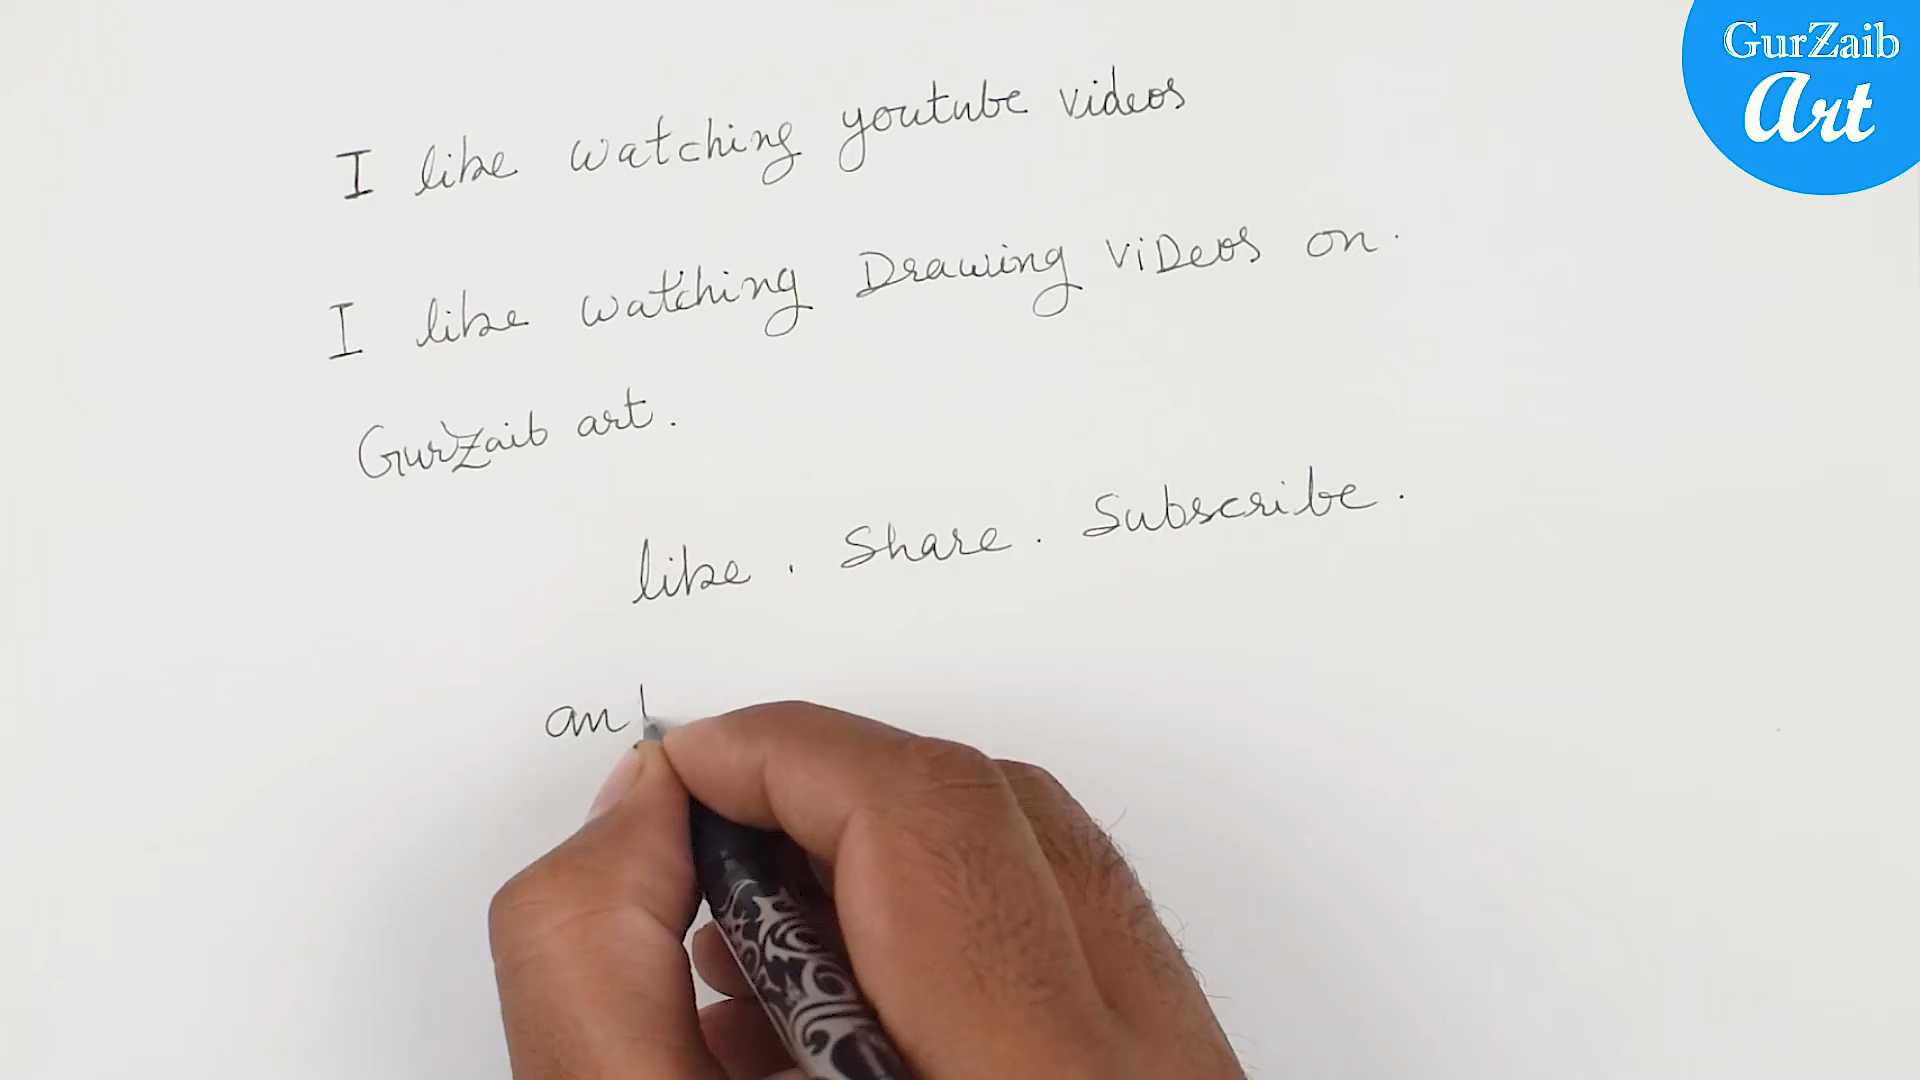 GurZaib
Art
I like watching youtube videos
I like watching Drawing viDeos on.
GurZaib art.
like. Share. Subscribe.
an